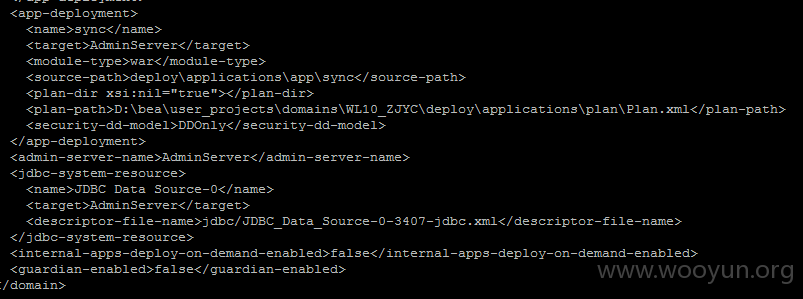 <app-deployment>
<name>sync</name>
<target>AdminServer</target>
<module-type>war</module-type>
<source-path>deploy\applications\app\sync</source-path>
<plan-dir xsi:nil="true"></plan-dir>
<plan-path>D:\bea\user_projects\domains\WL10_ZJYC\deploy\applications\plan\Plan.xml</plan-path>
<security-dd-model>DDOnly</security-dd-model>
</app-deployment>
<admin-server-name>AdminServer</admin-server-name>
<jdbc-system-resource>
<name>JDBC Data Source-0</name>
<target>AdminServer</target>
<descriptor-file-name>jdbc/JDBC_Data_Source-0-3407-jdbc.xml</descriptor-file-name>
</jdbc-system-resource>
<internal-apps-deploy-on-demand-enabled>false</internal-apps-deploy-on-demand-enabled>
<guardian-enabled>false</guardian-enabled>
/domain>
www.wooyun.org